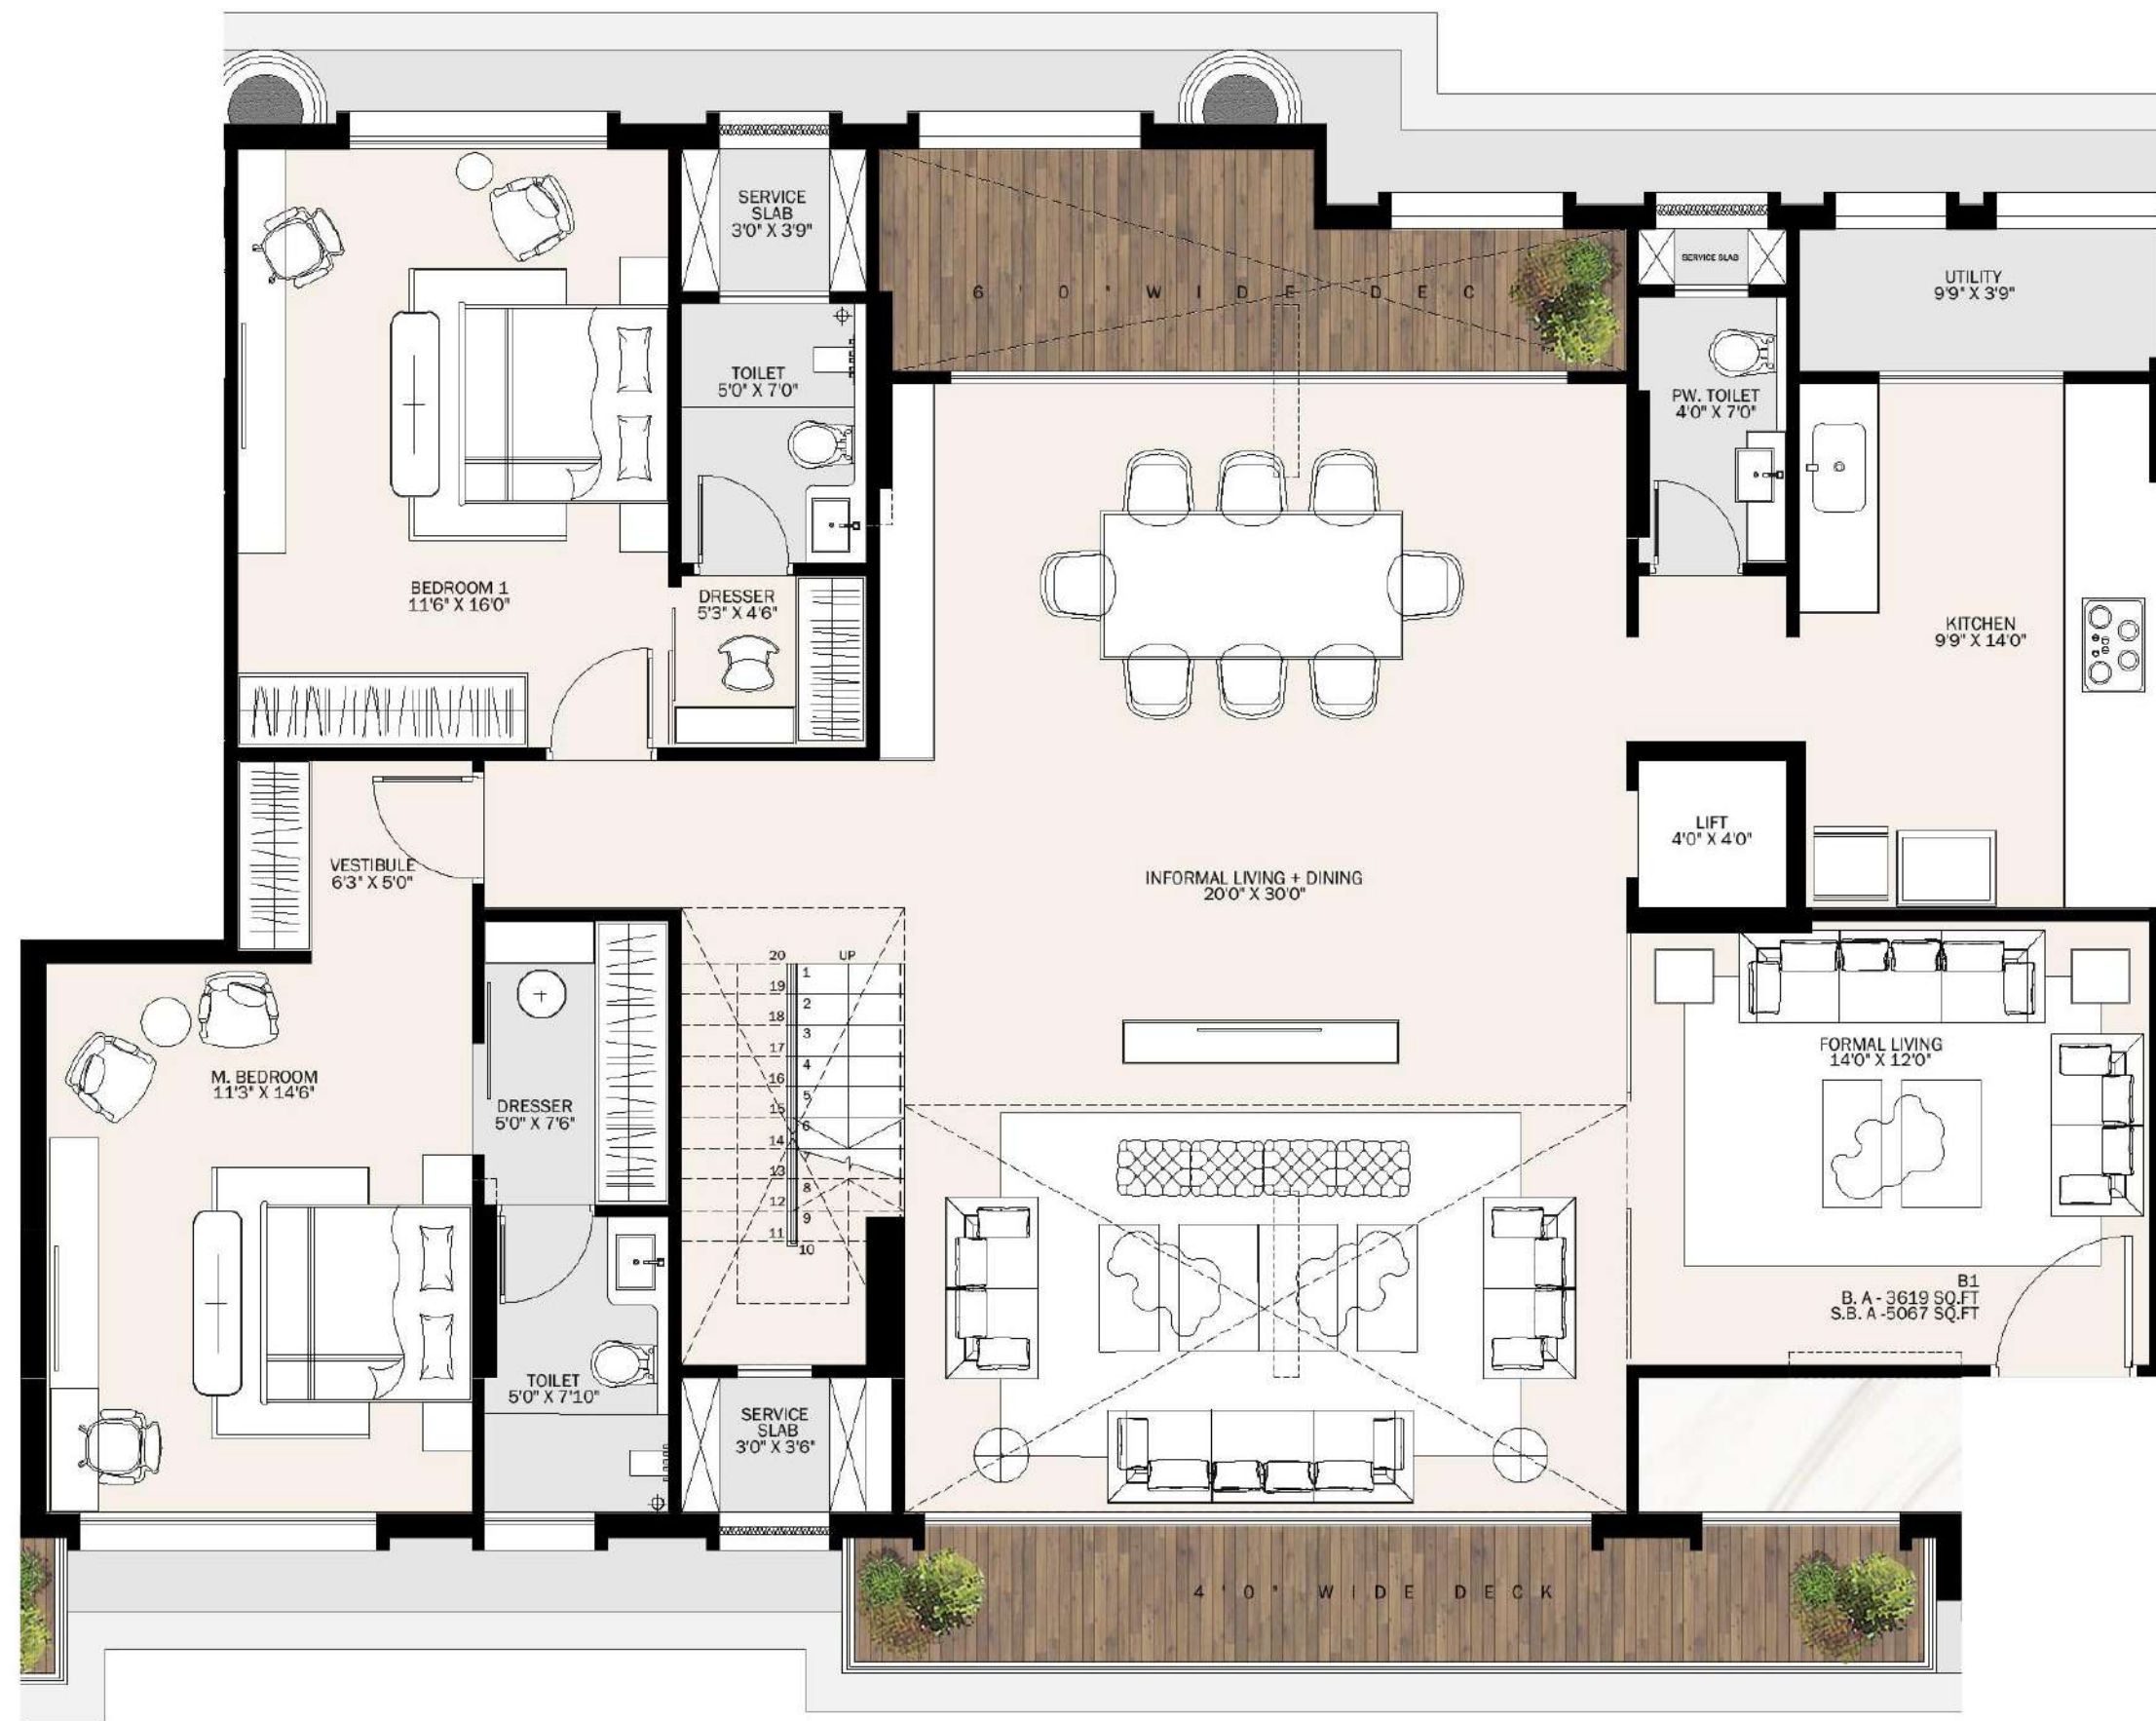 SERVICE
SLAB
3'0" X 3'9"
SERVICE SLAB
UTILITY
9'9" X 3'9"
6'0" WIDE DECK
TOILET
5'0" X 7'0"
PW. TOILET
4'0" X 7'0"
BEDROOM 1
11'6" X 16'0"
DRESSER
5'3" X 4'6"
KITCHEN
9'9" X 14'0"
LIFT
4'0" X 4'0"
VESTIBULE
6'3" X 5'0"
INFORMAL LIVING + DINING
20'0" X 30'0"
20 UP
1
19
2
18
3
17
4
16
5
15
6
14
7
13
8
12
9
11
10
FORMAL LIVING
14'0" X 12'0"
M. BEDROOM
11'3" X 14'6"
DRESSER
5'0" X 7'6"
B1
B. A - 3619 SQ.FT
S.B. A -5067 SQ.FT
TOILET
5'0" X 7'10"
SERVICE
SLAB
3'0" X 3'6"
4'0" WIDE DECK